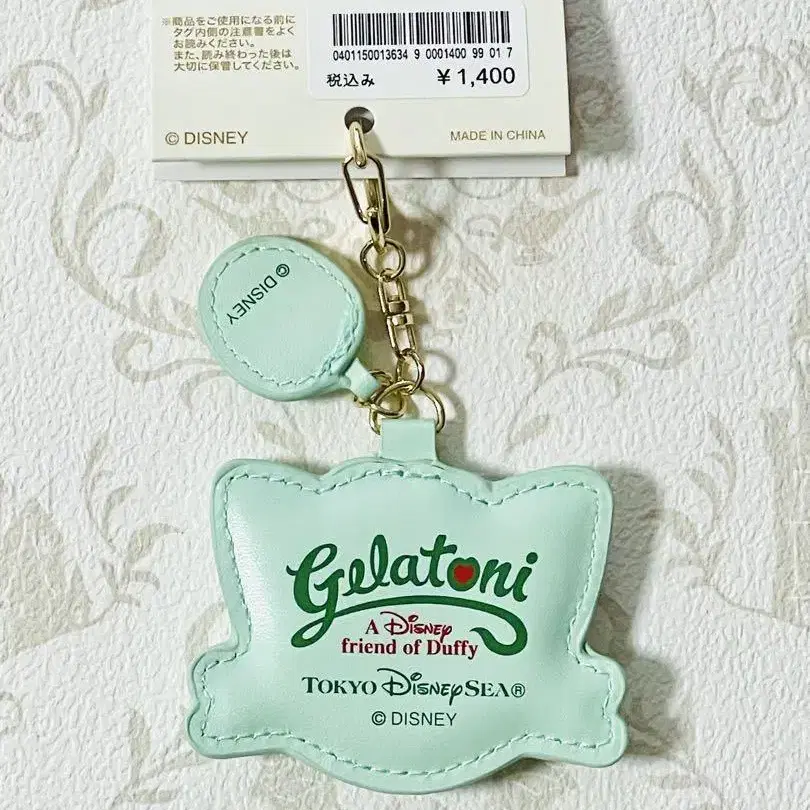 ※商品をご使用になる前に
タグ内側の注意書をよく
お読みください。
また、読み終わった後は
大切に保管してください。
0401150013634 9 0001400 99 01 7
税込み ¥1,400
© DISNEY
MADE IN CHINA
© DISNEY
Gelatoni
A Disney
friend of Duffy
TOKYO DISNEYSEA®
© DISNEY